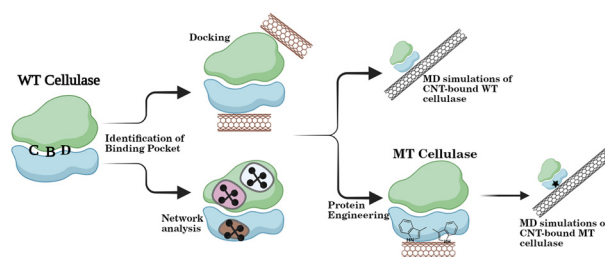 Docking
WT Cellulase
C B D
Identification of
Binding Pocket
Network
analysis
MD simulations of
CNT-bound WT
cellulase
MT Cellulase
Protein
Engineering
MD simulations of
CNT-bound MT
cellulase